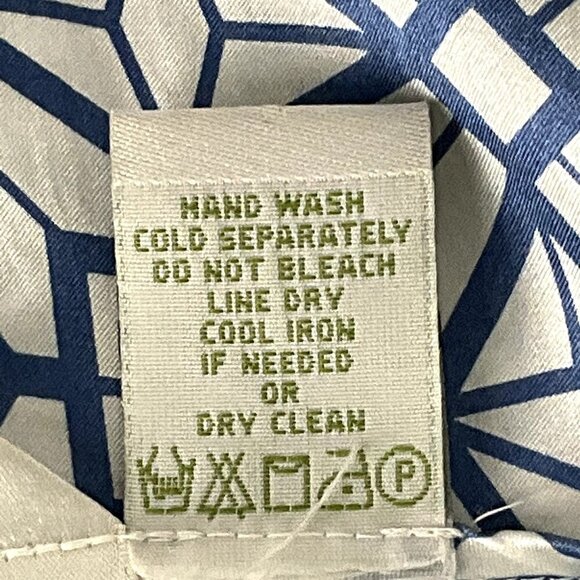 HAND WASH
COLD SEPARATELY
DO NOT BLEACH
LINE DRY
COOL IRON
IF NEEDED
OR
DRY CLEAN
P